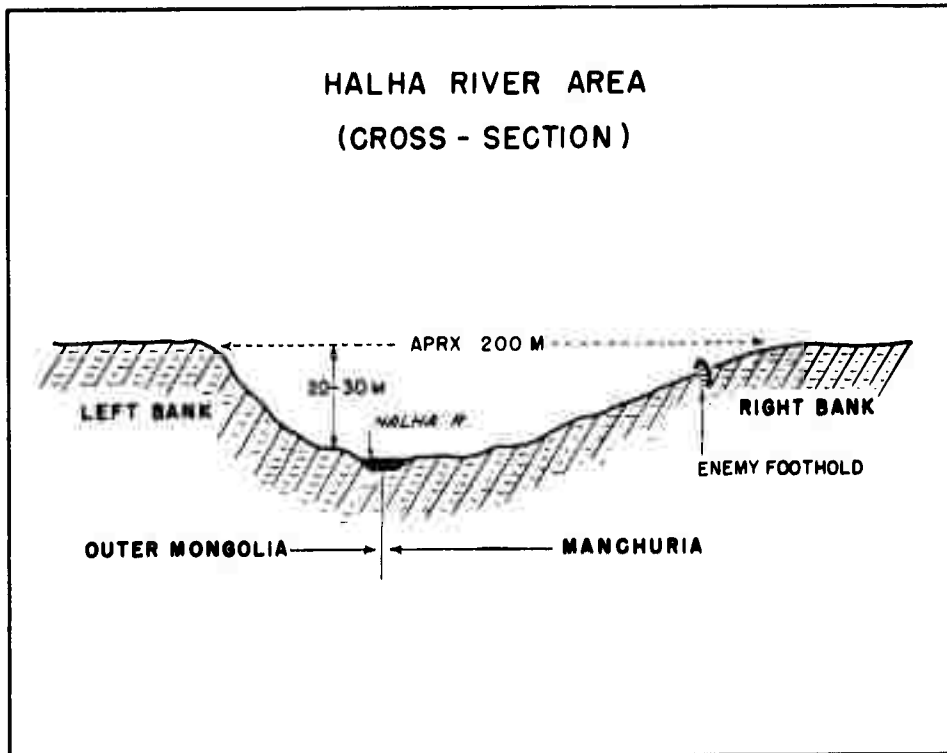 HALHA RIVER AREA
(CROSS - SECTION)
APRX 200 M
20-30 M
LEFT BANK
HALHA R
RIGHT BANK
ENEMY FOOTHOLD
OUTER MONGOLIA
MANCHURIA